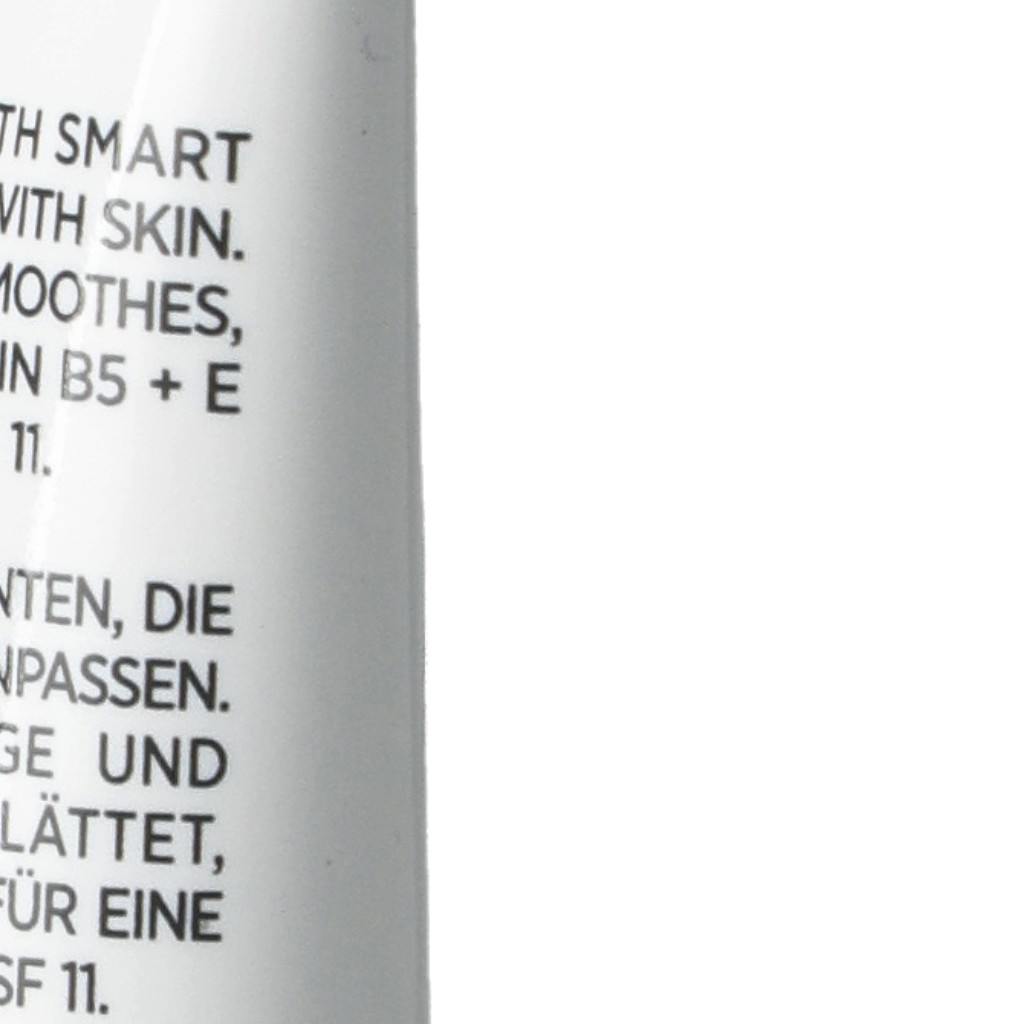 TH SMART
WITH SKIN.
MOOTHES,
IN B5 + E
11.
NTEN, DIE
NPASSEN.
GE UND
LÄTTET,
FÜR EINE
SF 11.